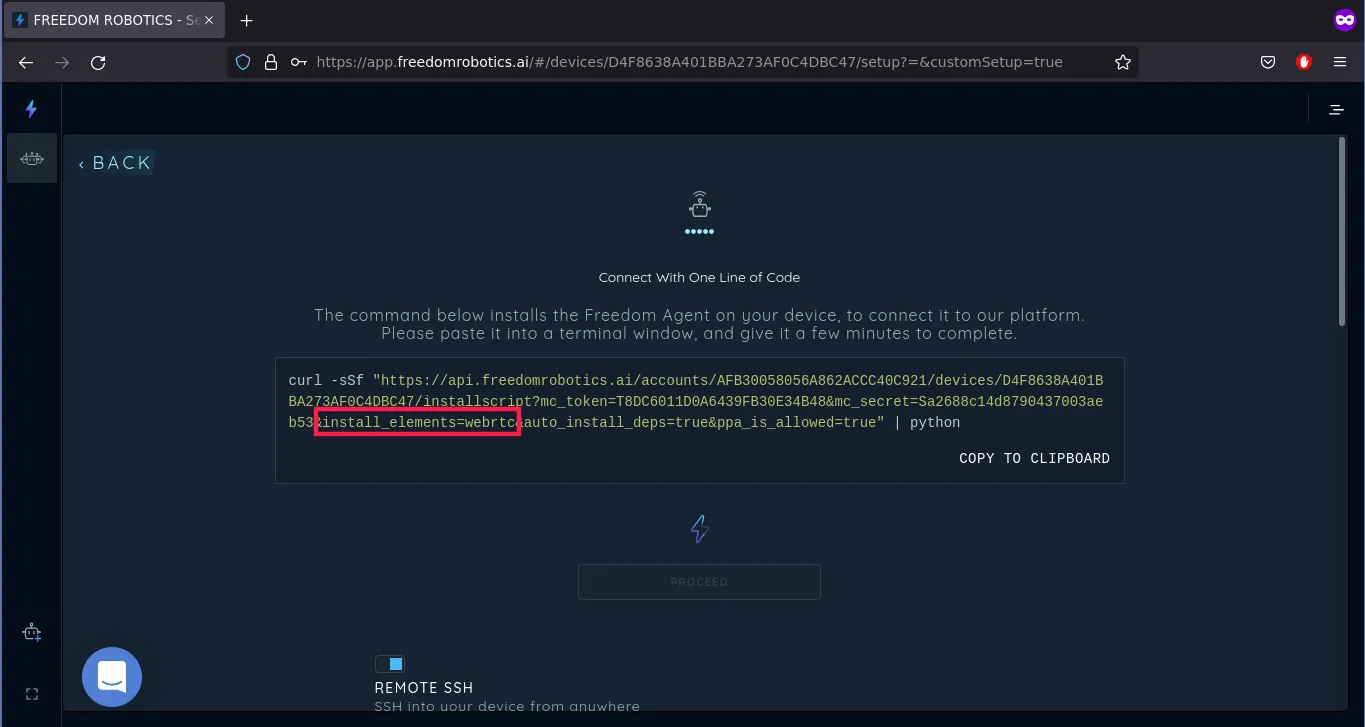 FREEDOM ROBOTICS - Se
https://app.freedomrobotics.ai/#/devices/D4F8638A401BBA273AF0C4DBC47/setup?=&customSetup=true
‹ BACK
Connect With One Line of Code
The command below installs the Freedom Agent on your device, to connect it to our platform.
Please paste it into a terminal window, and give it a few minutes to complete.
curl -sSf "https://api.freedomrobotics.ai/accounts/AFB30058056A862ACCC40C921/devices/D4F8638A401B
BA273AF0C4DBC47/installscript?mc_token=T8DC6011D0A6439FB30E34B48&mc_secret=Sa2688c14d8790437003ae
b53&install_elements=webrtc&auto_install_deps=true&ppa_is_allowed=true" | python
COPY TO CLIPBOARD
PROCEED
REMOTE SSH
SSH into your device from anywhere